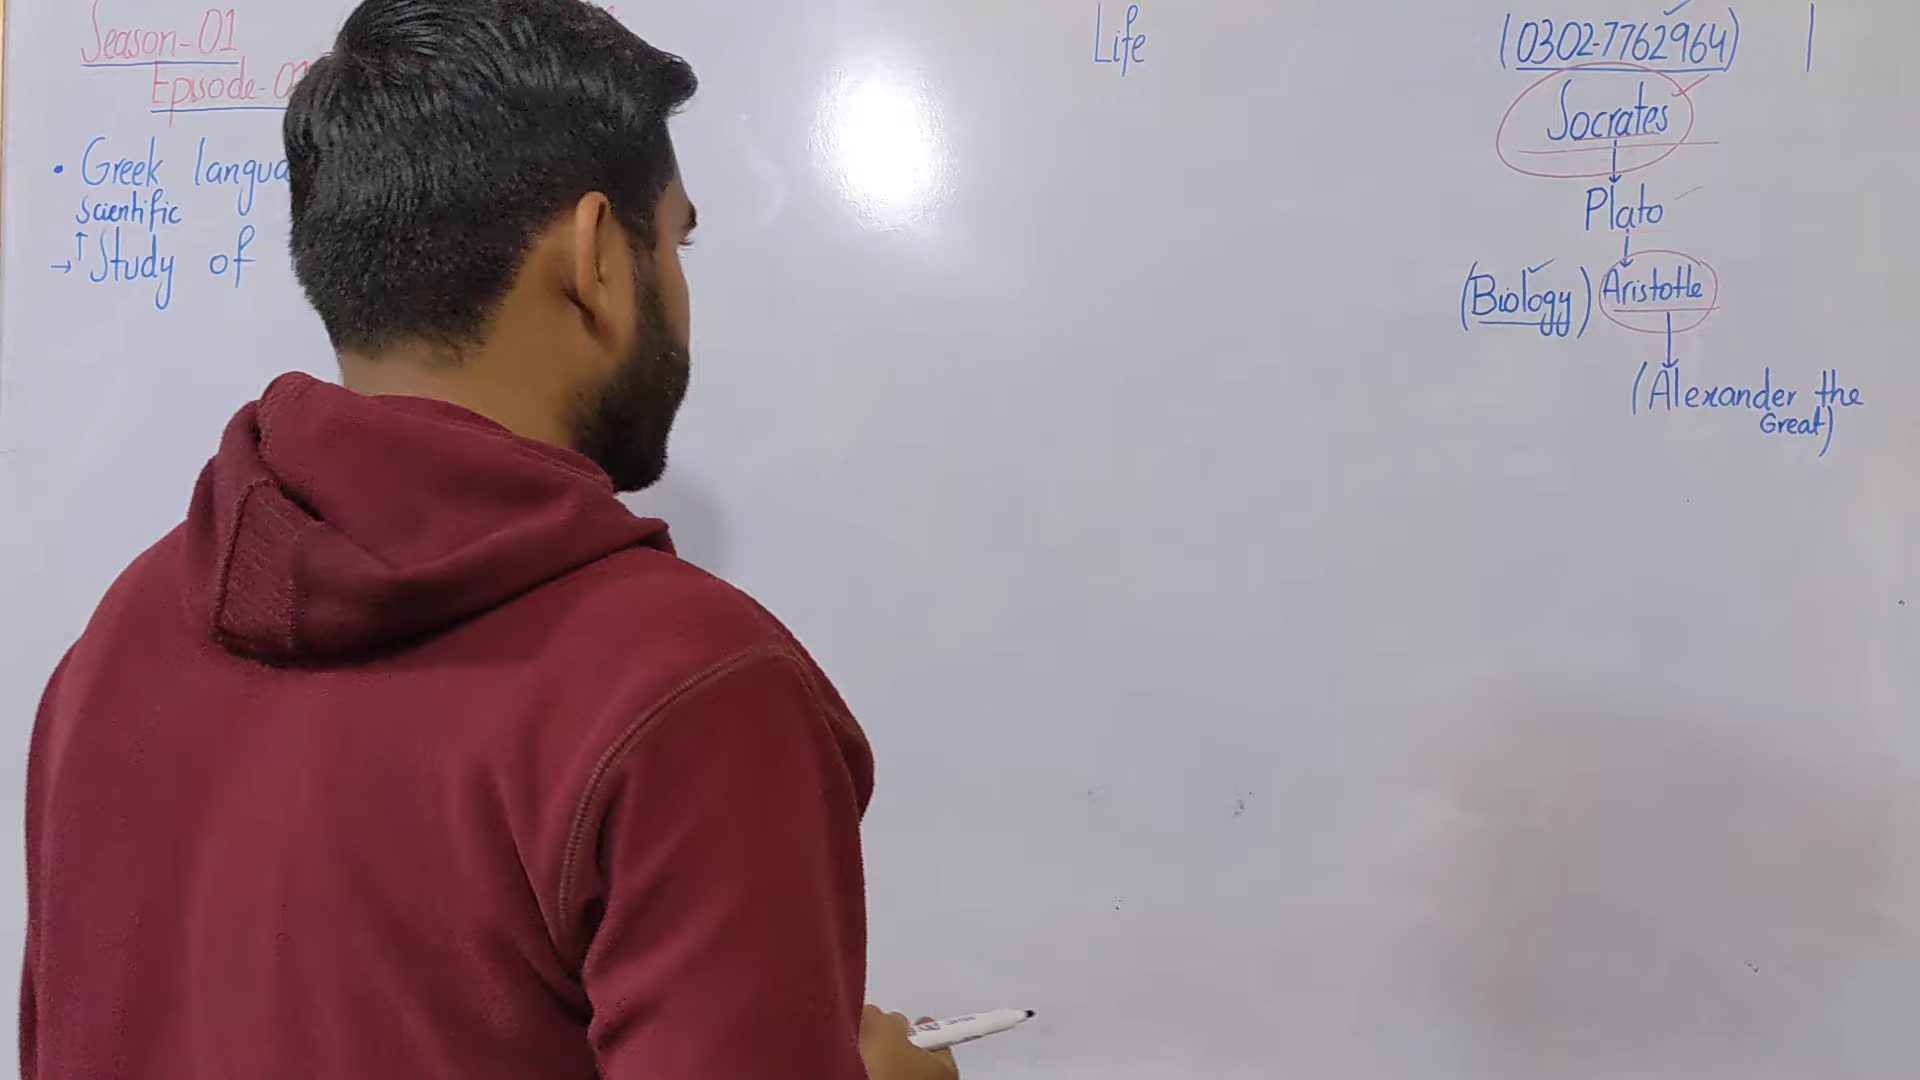 Season-01
Episode-0
• Greek langua
Scientific
→ ↑ Study of
Life
(0302-7762964) |
Socrates
↓
Plato
↓
(Biology) Aristotle
↓
(Alexander the
Great)